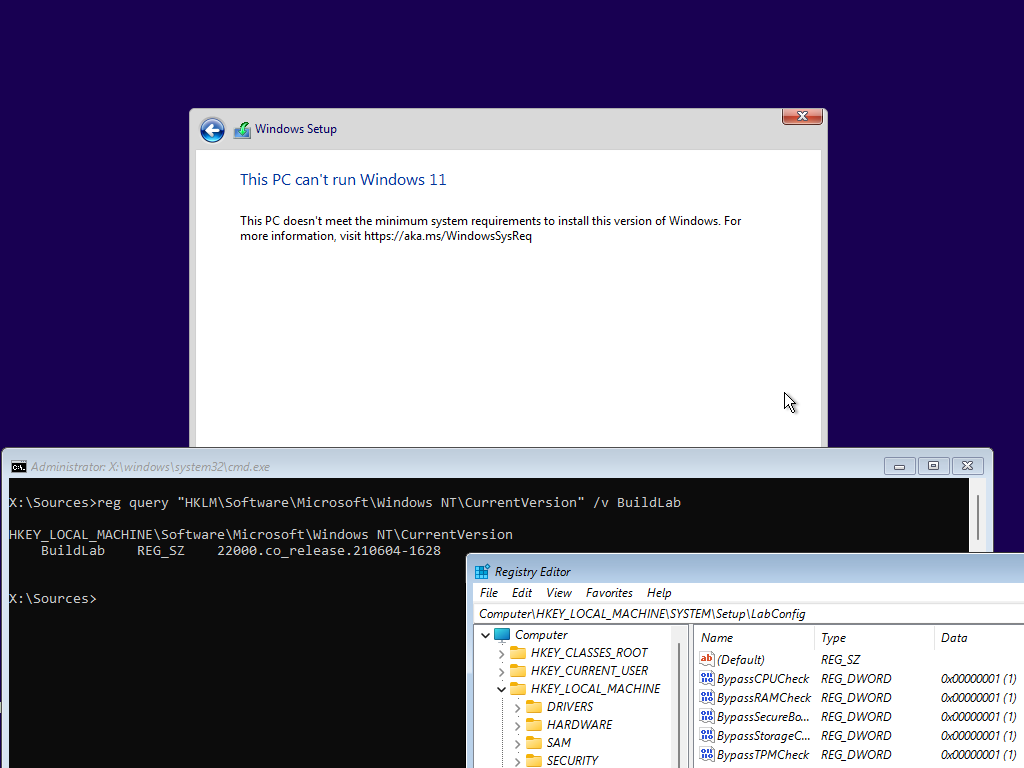 Windows Setup
This PC can't run Windows 11
This PC doesn't meet the minimum system requirements to install this version of Windows. For
more information, visit https://aka.ms/WindowsSysReq
Administrator: X:\windows\system32\cmd.exe
X:\Sources>reg query "HKLM\Software\Microsoft\Windows NT\CurrentVersion" /v BuildLab
HKEY_LOCAL_MACHINE\Software\Microsoft\Windows NT\CurrentVersion
BuildLab REG_SZ 22000.co_release.210604-1628
X:\Sources>
Registry Editor
File Edit View Favorites Help
Computer\HKEY_LOCAL_MACHINE\SYSTEM\Setup\LabConfig
Computer
HKEY_CLASSES_ROOT
HKEY_CURRENT_USER
HKEY_LOCAL_MACHINE
DRIVERS
HARDWARE
SAM
SECURITY
Name Type Data
(Default) REG_SZ
BypassCPUCheck REG_DWORD 0x00000001 (1)
BypassRAMCheck REG_DWORD 0x00000001 (1)
BypassSecureBo... REG_DWORD 0x00000001 (1)
BypassStorageC... REG_DWORD 0x00000001 (1)
BypassTPMCheck REG_DWORD 0x00000001 (1)